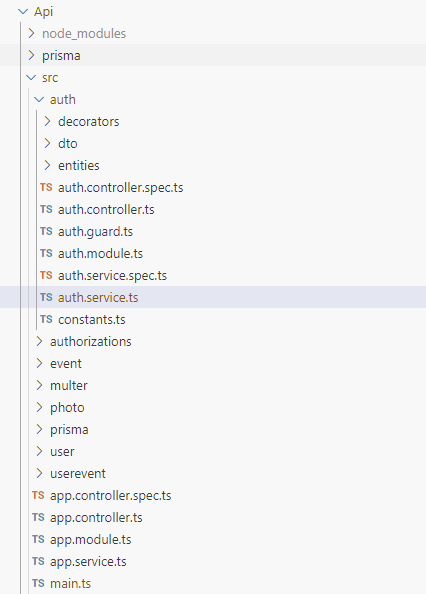 Api
node_modules
prisma
src
auth
decorators
dto
entities
TS auth.controller.spec.ts
TS auth.controller.ts
TS auth.guard.ts
TS auth.module.ts
TS auth.service.spec.ts
TS auth.service.ts
TS constants.ts
authorizations
event
multer
photo
prisma
user
userevent
TS app.controller.spec.ts
TS app.controller.ts
TS app.module.ts
TS app.service.ts
TS main.ts